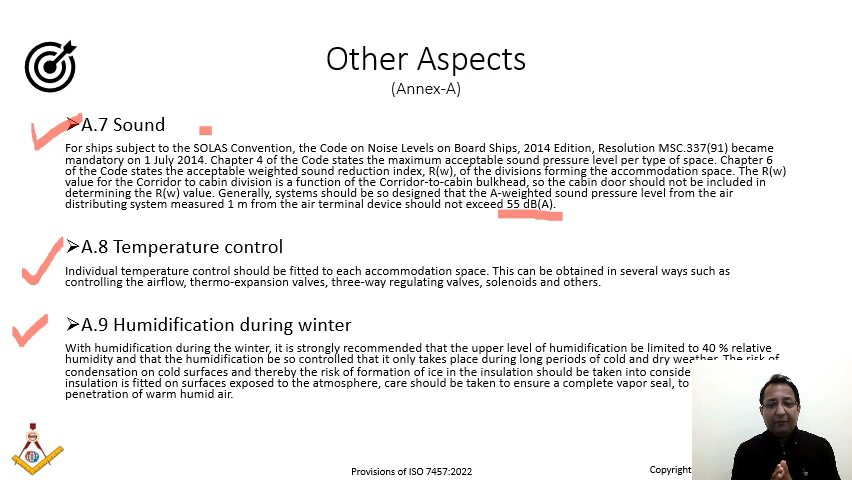 Other Aspects
(Annex-A)
➢A.7 Sound
For ships subject to the SOLAS Convention, the Code on Noise Levels on Board Ships, 2014 Edition, Resolution MSC.337(91) became
mandatory on 1 July 2014. Chapter 4 of the Code states the maximum acceptable sound pressure level per type of space. Chapter 6
of the Code states the acceptable weighted sound reduction index, R(w), of the divisions forming the accommodation space. The R(w)
value for the Corridor to cabin division is a function of the Corridor-to-cabin bulkhead, so the cabin door should not be included in
determining the R(w) value. Generally, systems should be so designed that the A-weighted sound pressure level from the air
distributing system measured 1 m from the air terminal device should not exceed 55 dB(A).
➢A.8 Temperature control
Individual temperature control should be fitted to each accommodation space. This can be obtained in several ways such as
controlling the airflow, thermo-expansion valves, three-way regulating valves, solenoids and others.
➢A.9 Humidification during winter
With humidification during the winter, it is strongly recommended that the upper level of humidification be limited to 40 % relative
humidity and that the humidification be so controlled that it only takes place during long periods of cold and dry weather. The risk of
condensation on cold surfaces and thereby the risk of formation of ice in the insulation should be taken into
insulation is fitted on surfaces exposed to the atmosphere, care should be taken to ensure a complete vapor seal, to
penetration of warm humid air.
Provisions of ISO 7457:2022
Copyright